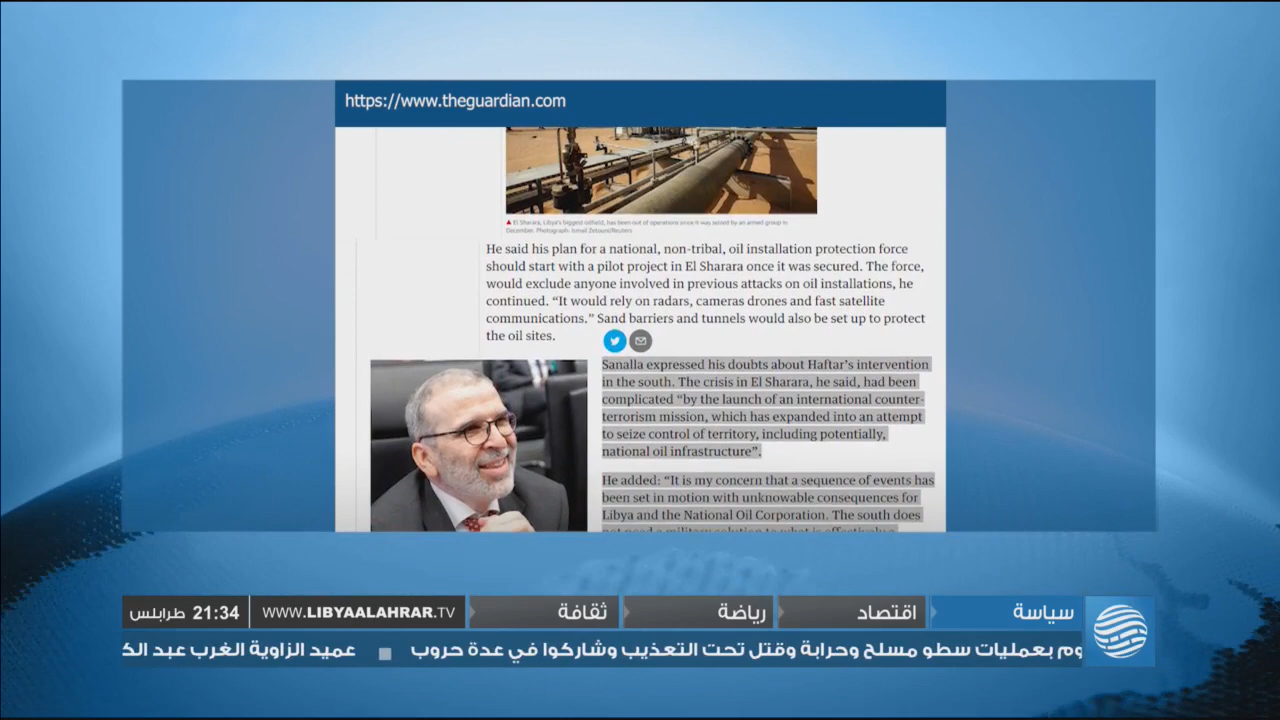 https://www.theguardian.com
▲ El Sharara, Libya's biggest oilfield, has been out of operations since it was seized by an armed group in
December. Photograph: Ismail Zetouni/Reuters
He said his plan for a national, non-tribal, oil installation protection force
should start with a pilot project in El Sharara once it was secured. The force,
would exclude anyone involved in previous attacks on oil installations, he
continued. “It would rely on radars, cameras drones and fast satellite
communications.” Sand barriers and tunnels would also be set up to protect
the oil sites.
Sanalla expressed his doubts about Haftar’s intervention
in the south. The crisis in El Sharara, he said, had been
complicated “by the launch of an international counter-
terrorism mission, which has expanded into an attempt
to seize control of territory, including potentially,
national oil infrastructure”.
He added: “It is my concern that a sequence of events has
been set in motion with unknowable consequences for
Libya and the National Oil Corporation. The south does
not need a military solution to what is effectively a
سياسة
اقتصاد
رياضة
ثقافة
WWW.LIBYAALAHRAR.TV
21:34 طرابلس
وم بعمليات سطو مسلح وحرابة وقتل تحت التعذيب وشاركوا في عدة حروب ■ عميد الزاوية الغرب عبد الك